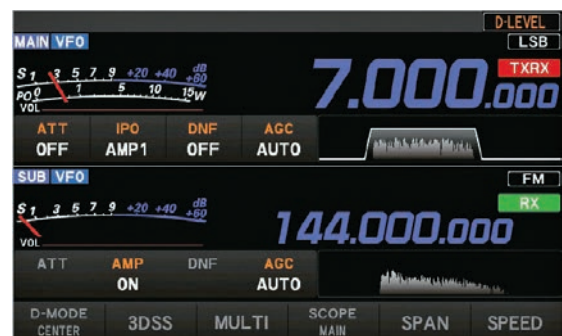 D-LEVEL
MAIN VFO
LSB
S 1 3 5 7 9 +20 +40 +60 dB
TXRX
PO 0 1 5 10 15 W
7.000.000
VOL
ATT IPO DNF AGC
OFF AMP1 OFF AUTO
SUB VFO
FM
S 1 3 5 7 9 +20 +40 +60 dB
RX
144.000.000
VOL
ATT AMP DNF AGC
ON AUTO
D-MODE 3DSS MULTI SCOPE SPAN SPEED
CENTER MAIN